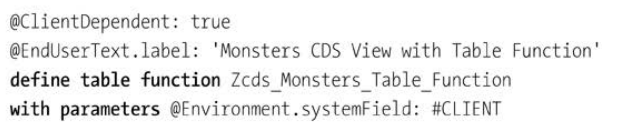 @ClientDependent: true
@EndUserText.label: 'Monsters CDS View with Table Function'
define table function Zcds_Monsters_Table_Function
with parameters @Environment.systemField: #CLIENT